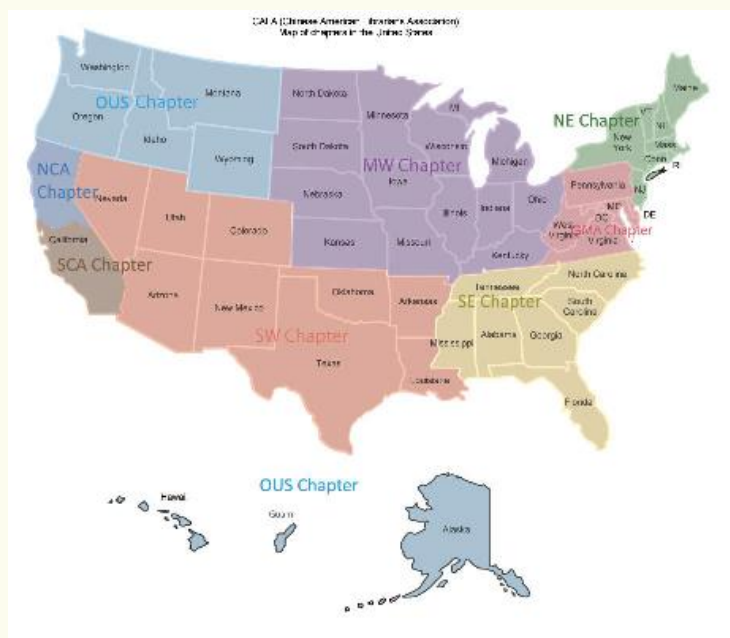 CALA (Chinese American Librarians Association)
Map of chapters in the United States
Washington
Montana
North Dakota
Minnesota
Maine
OUS Chapter
Oregon
Idaho
VT
NH
NE Chapter
New
York
Mass
Conn
RI
South Dakota
Wyoming
MI
Wisconsin
Michigan
MW Chapter
Iowa
NCA
Chapter
Nevada
Nebraska
Pennsylvania
NJ
Utah
Colorado
Illinois
Indiana
Ohio
MD
DE
DC
West
Virginia
GMA Chapter
Virginia
Kansas
Missouri
Kentucky
California
SCA Chapter
Arizona
New Mexico
Oklahoma
Arkansas
Tennessee
North Carolina
SE Chapter
South
Carolina
SW Chapter
Texas
Mississippi
Alabama
Georgia
Louisiana
Florida
OUS Chapter
Hawaii
Guam
Alaska